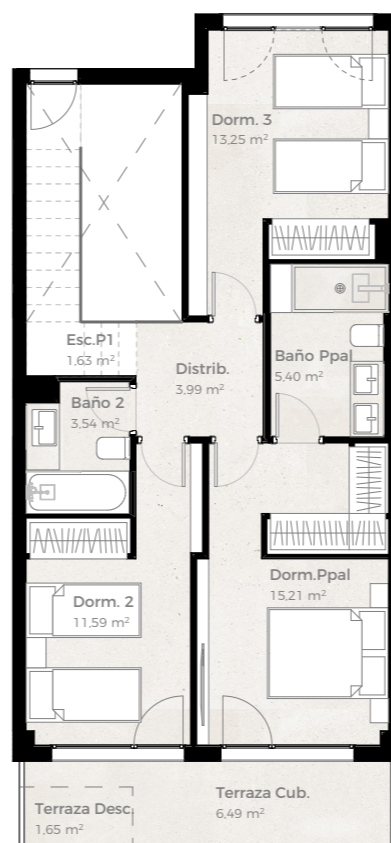 Dorm. 3
13,25 m²
Esc.P1
1,63 m²
Distrib.
3,99 m²
Baño Ppal
5,40 m²
Baño 2
3,54 m²
Dorm. 2
11,59 m²
Dorm.Ppal
15,21 m²
Terraza Desc.
1,65 m²
Terraza Cub.
6,49 m²